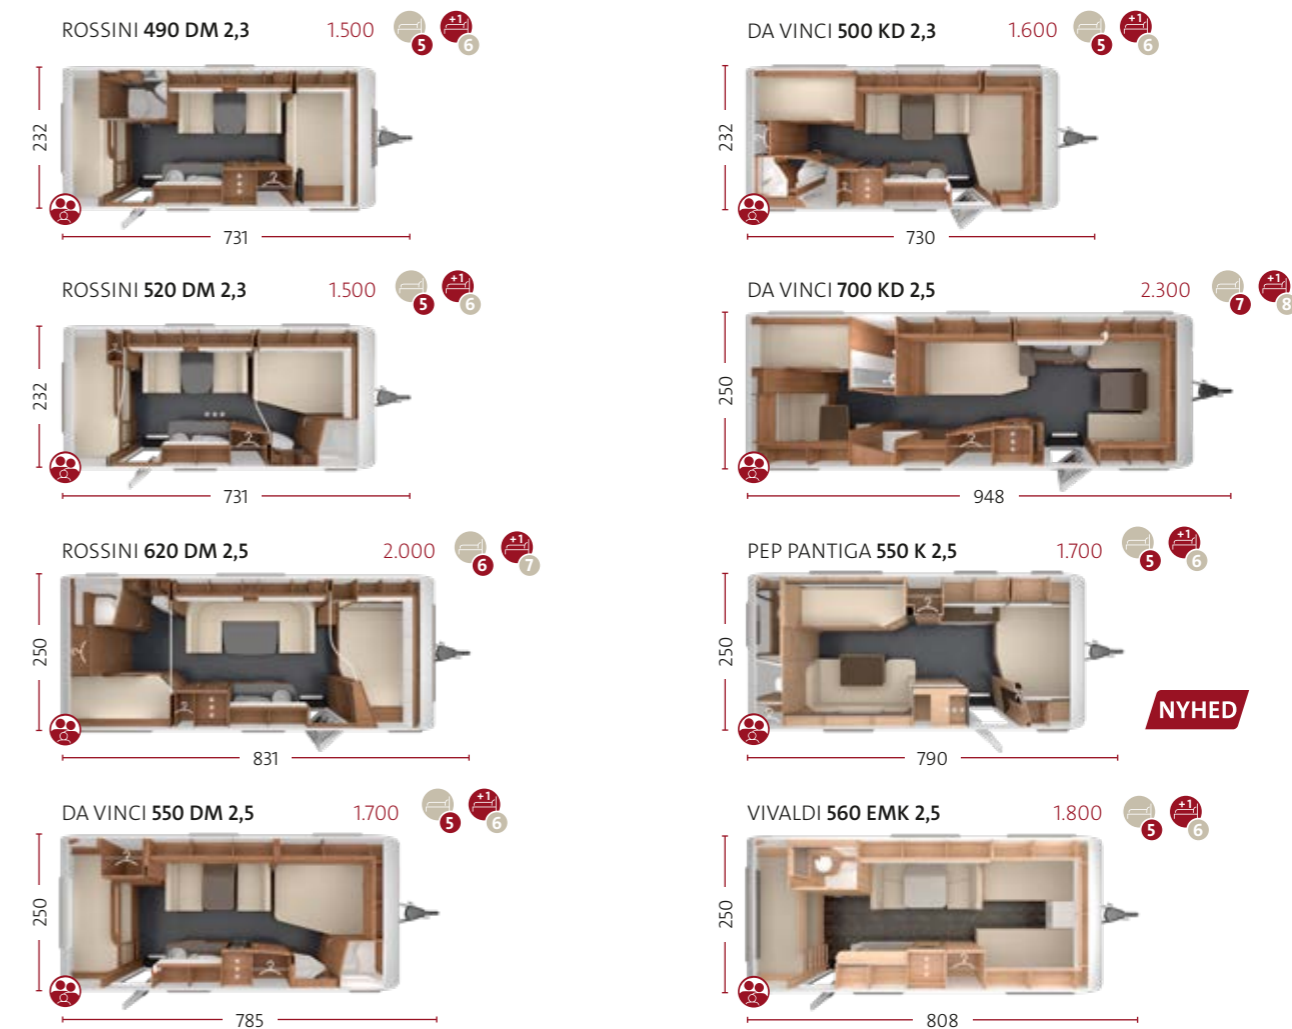 ROSSINI 490 DM 2,3 1.500 5 +1 6
232
731
ROSSINI 520 DM 2,3 1.500 5 +1 6
232
731
ROSSINI 620 DM 2,5 2.000 6 +1 7
250
831
DA VINCI 550 DM 2,5 1.700 5 +1 6
250
785
DA VINCI 500 KD 2,3 1.600 5 +1 6
232
730
DA VINCI 700 KD 2,5 2.300 7 +1 8
250
948
PEP PANTIGA 550 K 2,5 1.700 5 +1 6
250
NYHED
790
VIVALDI 560 EMK 2,5 1.800 5 +1 6
250
808